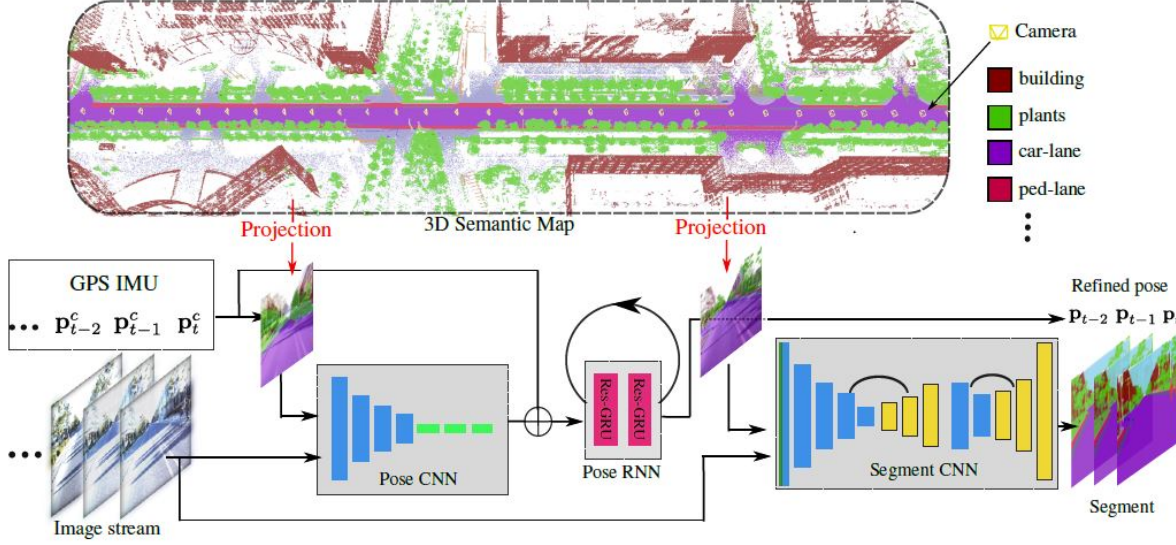 Camera
building
plants
car-lane
ped-lane
3D Semantic Map
Projection
Projection
GPS IMU
p^c_{t-2} p^c_{t-1} p^c_t
Refined pose
p_{t-2} p_{t-1} p
Res-GRU
Res-GRU
Pose CNN
Pose RNN
Segment CNN
Image stream
Segment